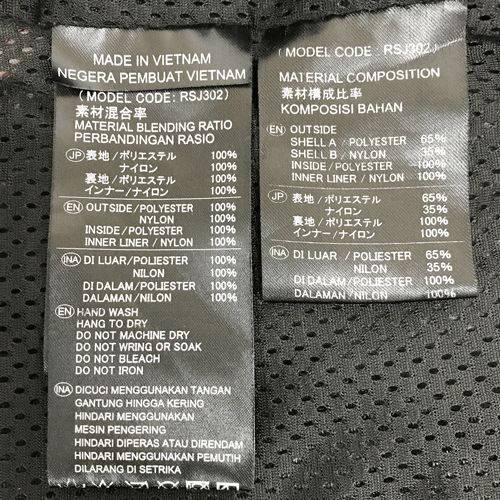 MADE IN VIETNAM
NEGERA PEMBUAT VIETNAM
(MODEL CODE: RSJ302)
素材混合率
MATERIAL BLENDING RATIO
PERBANDINGAN RASIO
JP 表地/ポリエステル 100%
ナイロン 100%
裏地/ポリエステル 100%
インナー/ナイロン 100%
EN OUTSIDE/POLYESTER 100%
NYLON 100%
INSIDE/POLYESTER 100%
INNER LINER/NYLON 100%
INA DI LUAR/POLIESTER 100%
NILON 100%
DI DALAM/POLIESTER 100%
DALAMAN/NILON 100%
EN HAND WASH
HANG TO DRY
DO NOT MACHINE DRY
DO NOT WRING OR SOAK
DO NOT BLEACH
DO NOT IRON
INA DICUCI MENGGUNAKAN TANGAN
GANTUNG HINGGA KERING
HINDARI MENGGUNAKAN
MESIN PENGERING
HINDARI DIPERAS ATAU DIRENDAM
HINDARI MENGGUNAKAN PEMUTIH
DILARANG DI SETRIKA
(MODEL CODE: RSJ302)
MATERIAL COMPOSITION
素材構成比率
KOMPOSISI BAHAN
EN OUTSIDE
SHELL A / POLYESTER 65%
SHELL B / NYLON 35%
INSIDE/POLYESTER 100%
INNER LINER / NYLON 100%
JP 表地/ポリエステル 65%
ナイロン 35%
裏地/ポリエステル 100%
インナー/ナイロン 100%
INA DI LUAR/POLIESTER 65%
NILON 35%
DI DALAM/POLIESTER 100%
DALAMAN/NILON 100%